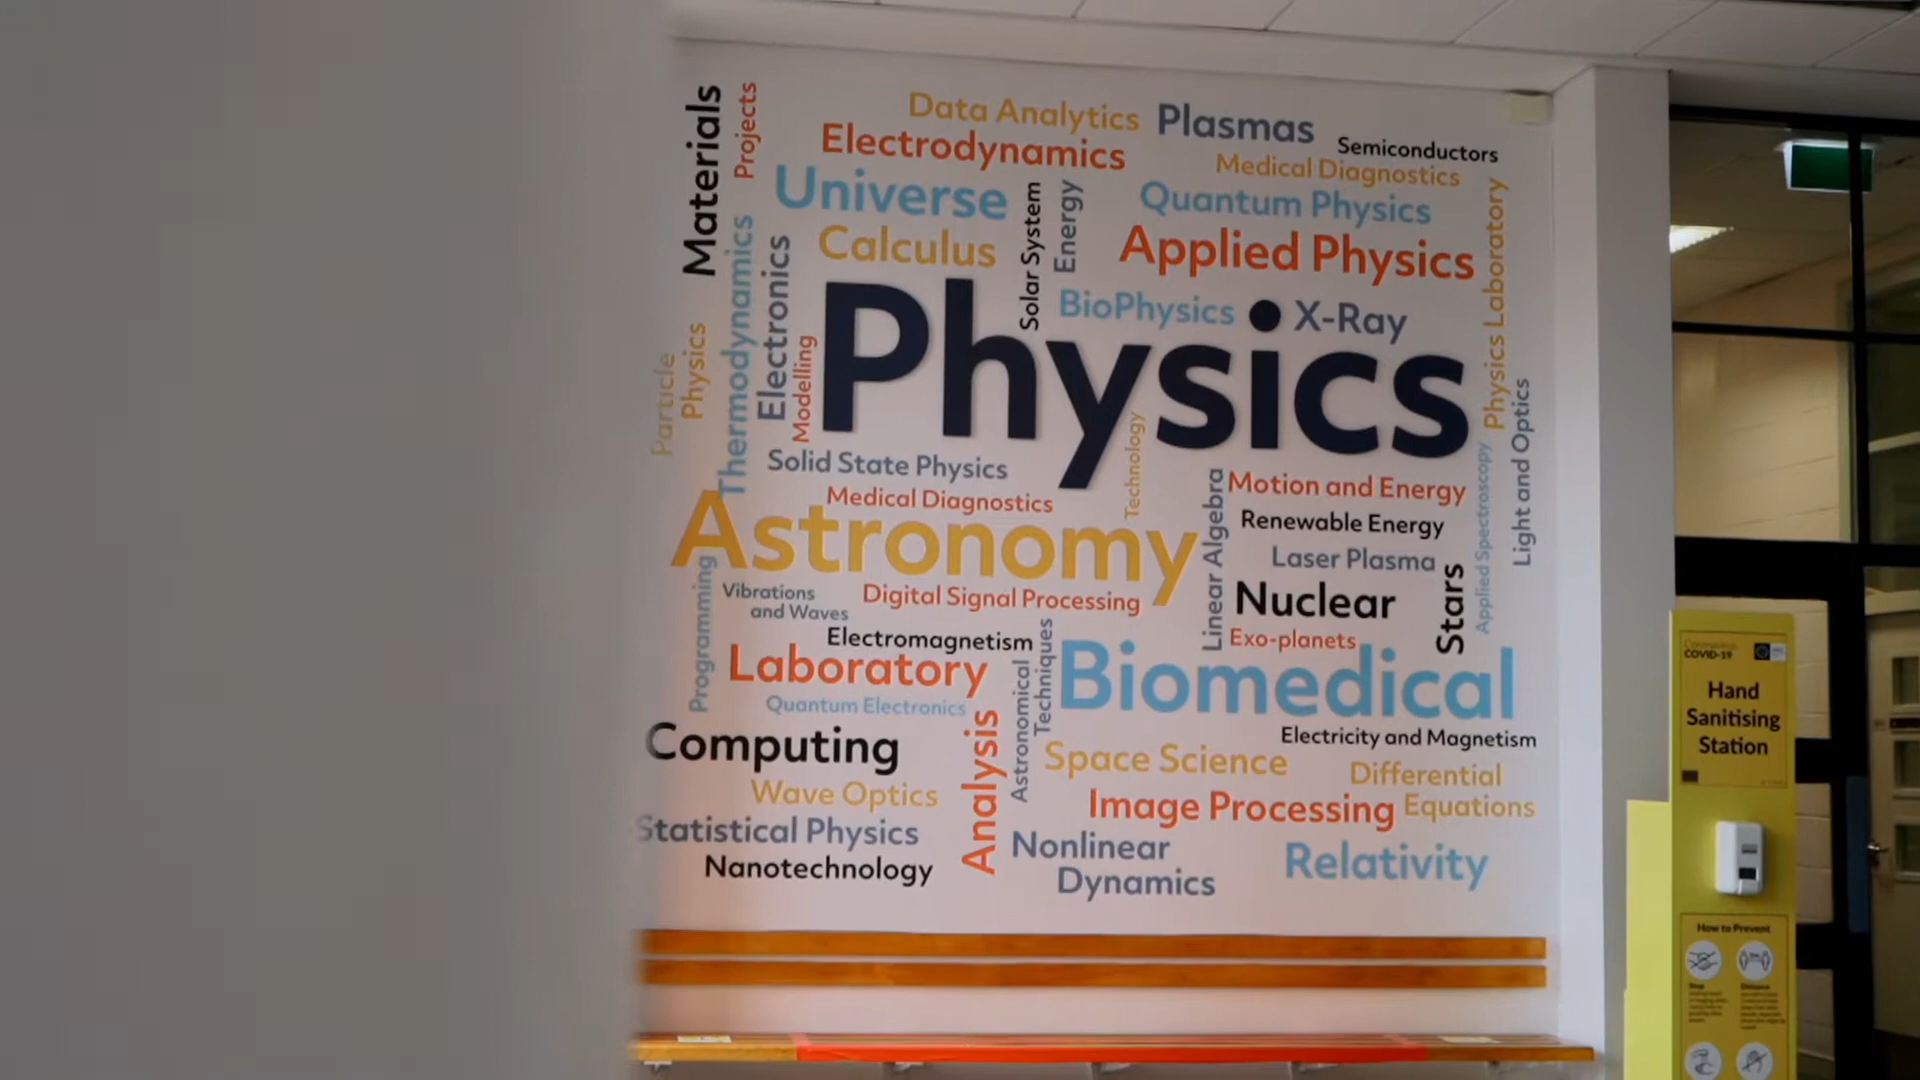 Materials
Projects
Data Analytics
Plasmas
Electrodynamics
Semiconductors
Medical Diagnostics
Universe
Solar System
Energy
Quantum Physics
Calculus
Applied Physics
Physics Laboratory
Thermodynamics
Electronics
BioPhysics
X-Ray
Particle
Physics
Modelling
Physics
Light and Optics
Solid State Physics
Technology
Medical Diagnostics
Motion and Energy
Applied Spectroscopy
Linear Algebra
Renewable Energy
Astronomy
Laser Plasma
Programming
Vibrations
and Waves
Digital Signal Processing
Nuclear
Stars
Electromagnetism
Exo-planets
Laboratory
Astronomical
Techniques
Biomedical
Quantum Electronics
Computing
Analysis
Electricity and Magnetism
Space Science
Differential
Equations
Wave Optics
Image Processing
Statistical Physics
Nonlinear
Dynamics
Relativity
Nanotechnology
Coronavirus
COVID-19
Hand
Sanitising
Station
How to Prevent
Stop
Distance